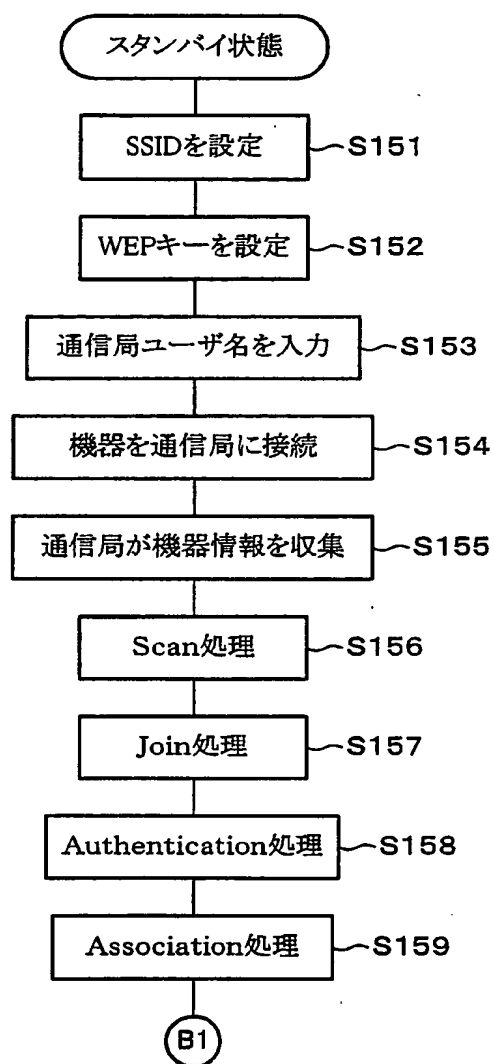 スタンバイ状態
SSIDを設定 S151
WEPキーを設定 S152
通信局ユーザ名を入力 S153
機器を通信局に接続 S154
通信局が機器情報を収集 S155
Scan処理 S156
Join処理 S157
Authentication処理 S158
Association処理 S159
B1